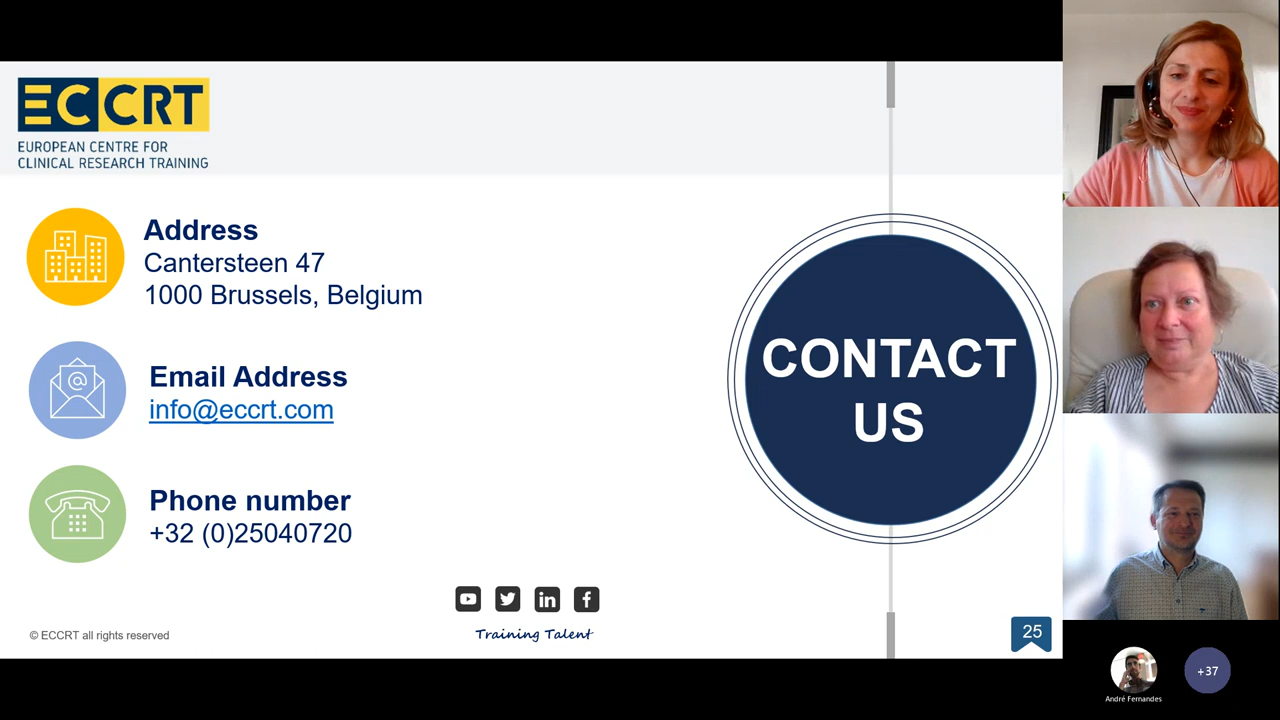 ECCRT
EUROPEAN CENTRE FOR
CLINICAL RESEARCH TRAINING
Address
Cantersteen 47
1000 Brussels, Belgium
Email Address
info@eccrt.com
Phone number
+32 (0)25040720
CONTACT
US
Training Talent
© ECCRT all rights reserved
25
André Fernandes
+37